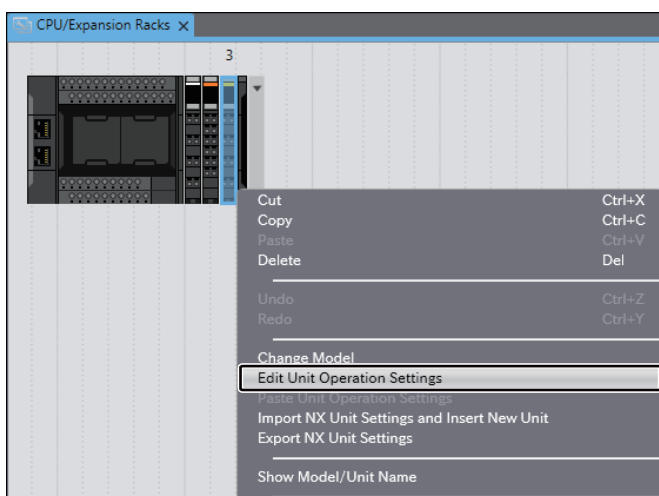 CPU/Expansion Racks
3
Cut Ctrl+X
Copy Ctrl+C
Paste Ctrl+V
Delete Del
Undo Ctrl+Z
Redo Ctrl+Y
Change Model
Edit Unit Operation Settings
Paste Unit Operation Settings
Import NX Unit Settings and Insert New Unit
Export NX Unit Settings
Show Model/Unit Name